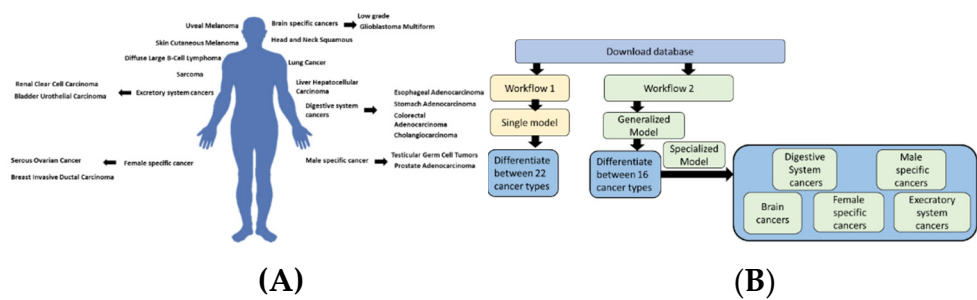 Uveal Melanoma
Brain specific cancers
Low grade
Glioblastoma Multiform
Skin Cutaneous Melanoma
Head and Neck Squamous
Diffuse Large B-Cell Lymphoma
Lung Cancer
Sarcoma
Renal Clear Cell Carcinoma
Bladder Urothelial Carcinoma
Excretory system cancers
Liver Hepatocellular
Carcinoma
Digestive system
cancers
Esophageal Adenocarcinoma
Stomach Adenocarcinoma
Colorectal
Adenocarcinoma
Cholangiocarcinoma
Serous Ovarian Cancer
Breast Invasive Ductal Carcinoma
Female specific cancer
Male specific cancer
Testicular Germ Cell Tumors
Prostate Adenocarcinoma
(A)
Download database
Workflow 1
Workflow 2
Single model
Generalized
Model
Differentiate
between 22
cancer types
Differentiate
between 16
cancer types
Specialized
Model
Digestive
System
cancers
Male
specific
cancers
Brain
cancers
Female
specific
cancers
Execratory
system
cancers
(B)